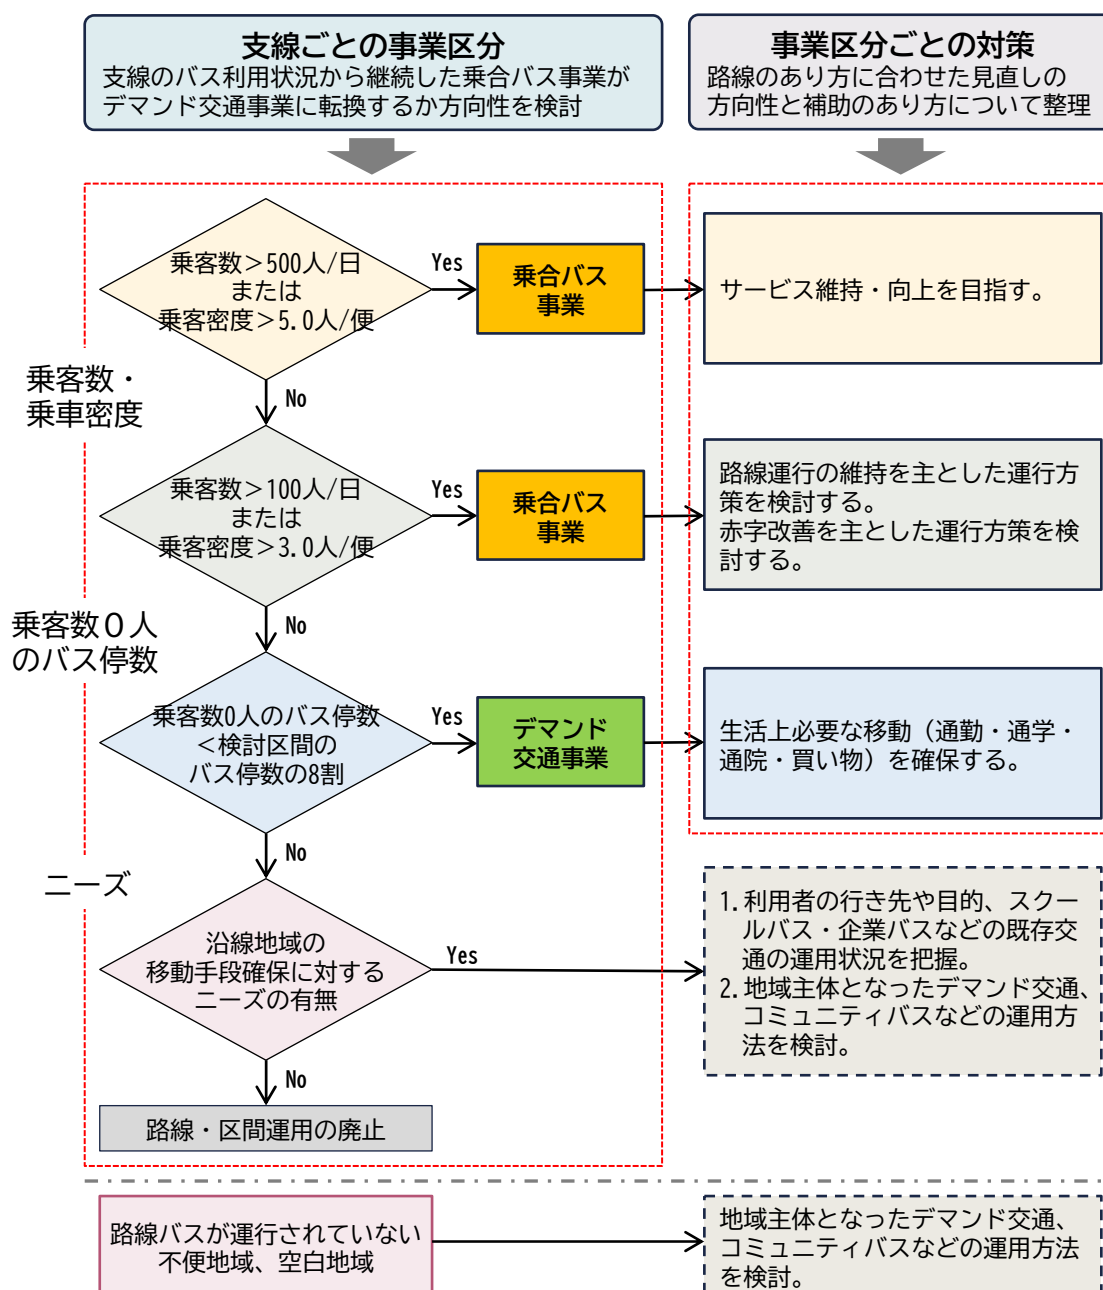 支線ごとの事業区分
支線のバス利用状況から継続した乗合バス事業が
デマンド交通事業に転換するか方向性を検討
事業区分ごとの対策
路線のあり方に合わせた見直しの
方向性と補助のあり方について整理
乗客数・
乗車密度
乗客数>500人/日
または
乗客密度>5.0人/便
Yes
乗合バス
事業
サービス維持・向上を目指す。
No
乗客数>100人/日
または
乗客密度>3.0人/便
Yes
乗合バス
事業
路線運行の維持を主とした運行方
策を検討する。
赤字改善を主とした運行方策を検
討する。
No
乗客数０人
のバス停数
乗客数0人のバス停数
<検討区間の
バス停数の8割
Yes
デマンド
交通事業
生活上必要な移動（通勤・通学・
通院・買い物）を確保する。
No
ニーズ
沿線地域の
移動手段確保に対する
ニーズの有無
Yes
1.利用者の行き先や目的、スクー
ルバス・企業バスなどの既存交
通の運用状況を把握。
2.地域主体となったデマンド交通、
コミュニティバスなどの運用方
法を検討。
No
路線・区間運用の廃止
路線バスが運行されていない
不便地域、空白地域
地域主体となったデマンド交通、
コミュニティバスなどの運用方法
を検討。